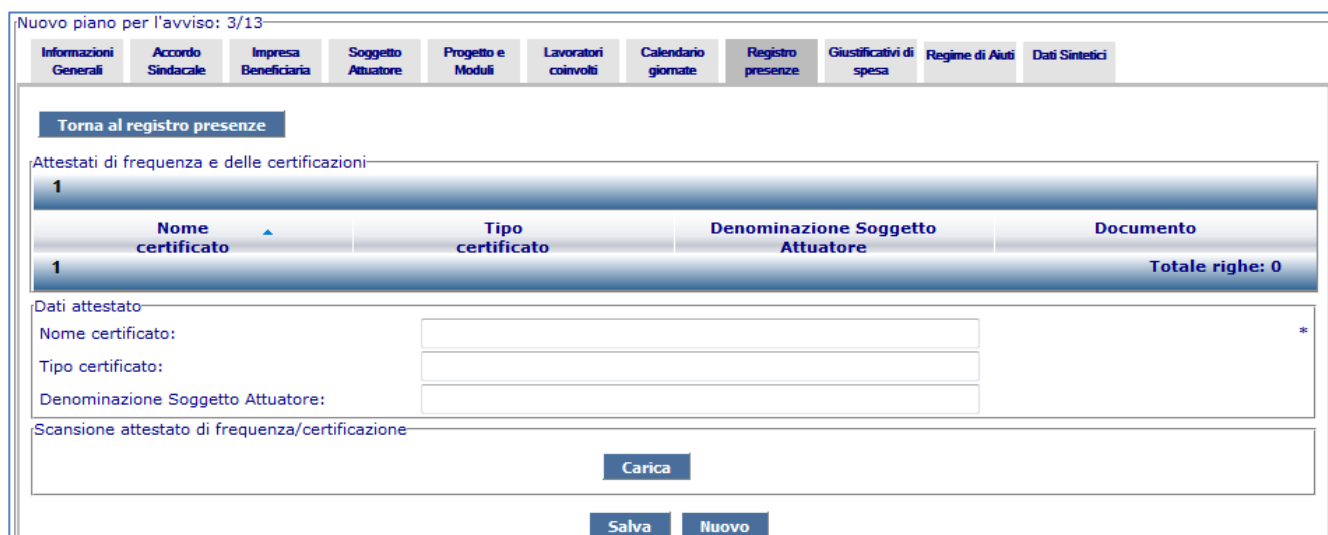 Nuovo piano per l'avviso: 3/13
Informazioni Generali
Accordo Sindacale
Impresa Beneficiaria
Soggetto Attuatore
Progetto e Moduli
Lavoratori coinvolti
Calendario giornate
Registro presenze
Giustificativi di spesa
Regime di Aiuti
Dati Sintetici
Torna al registro presenze
Attestati di frequenza e delle certificazioni
1
Nome certificato
Tipo certificato
Denominazione Soggetto Attuatore
Documento
1
Totale righe: 0
Dati attestato
Nome certificato: *
Tipo certificato:
Denominazione Soggetto Attuatore:
Scansione attestato di frequenza/certificazione
Carica
Salva
Nuovo